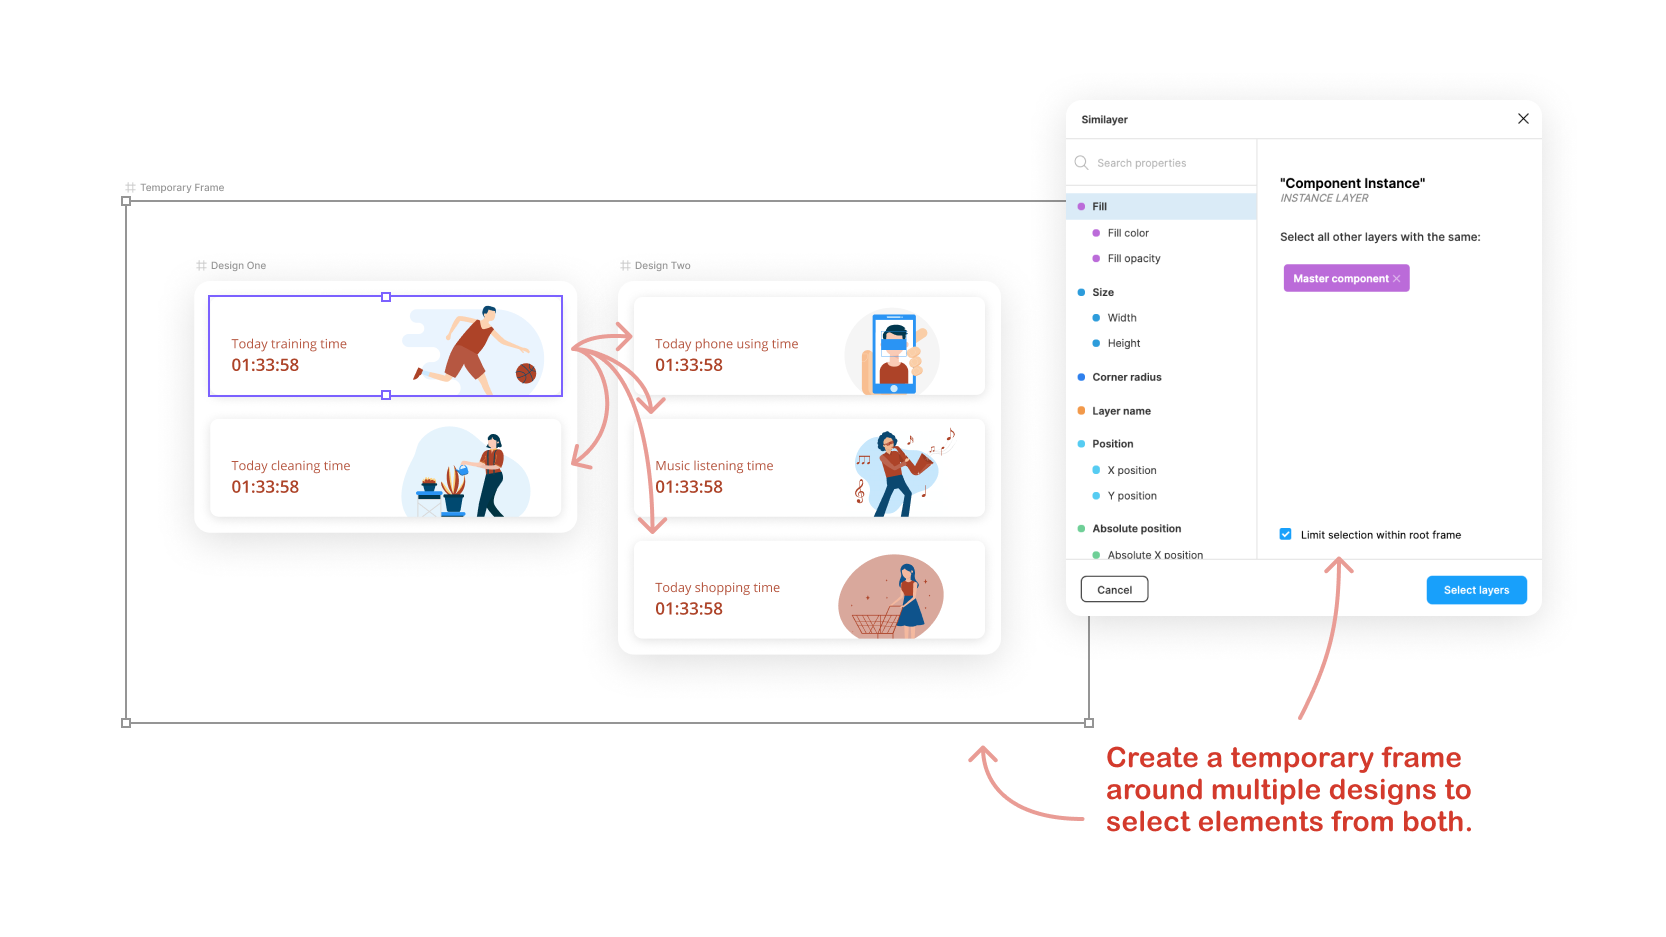 Temporary Frame
Design One
Today training time
01:33:58
Today cleaning time
01:33:58
Design Two
Today phone using time
01:33:58
Music listening time
01:33:58
Today shopping time
01:33:58
Similayer
Search properties
Fill
Fill color
Fill opacity
Size
Width
Height
Corner radius
Layer name
Position
X position
Y position
Absolute position
Absolute X position
"Component Instance"
INSTANCE LAYER
Select all other layers with the same:
Master component
Limit selection within root frame
Cancel
Select layers
Create a temporary frame
around multiple designs to
select elements from both.